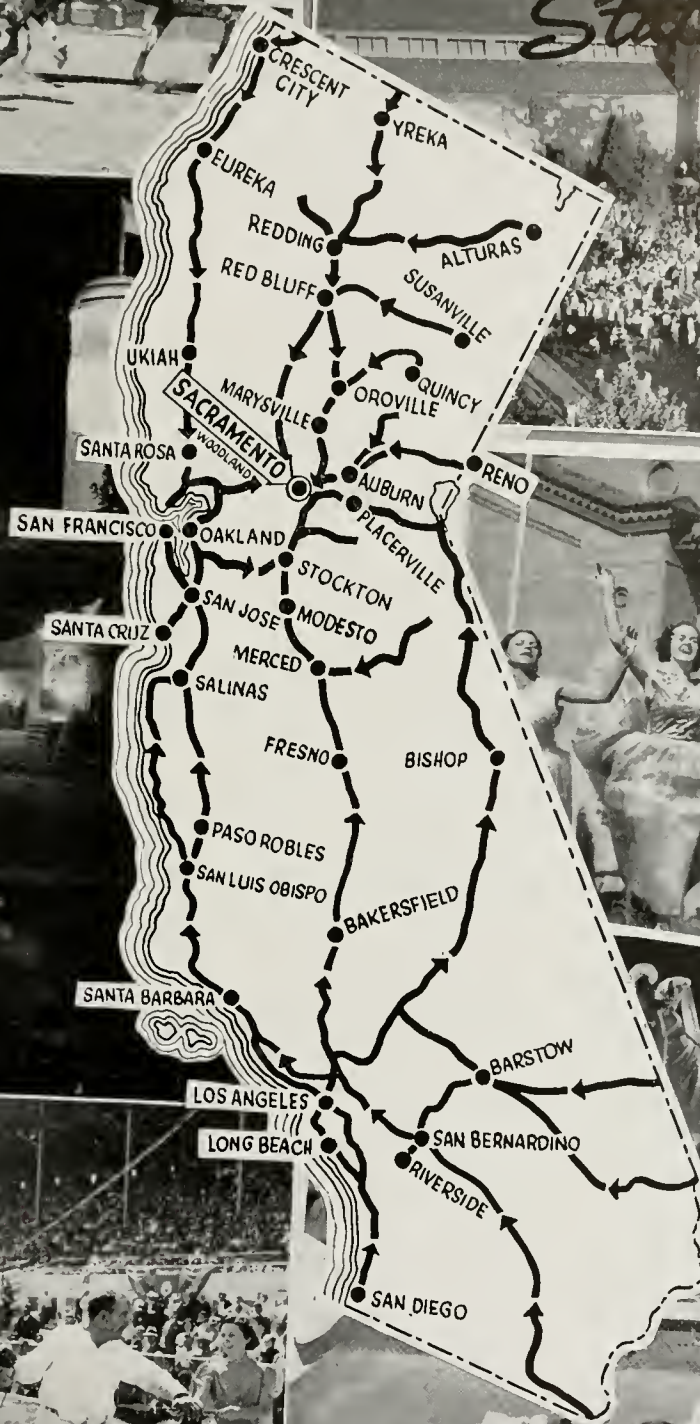 CRESCENT
CITY
YREKA
EUREKA
REDDING
ALTURAS
RED BLUFF
SUSANVILLE
UKIAH
QUINCY
OROVILLE
MARYSVILLE
SACRAMENTO
WOODLAND
SANTA ROSA
AUBURN
RENO
PLACERVILLE
SAN FRANCISCO
OAKLAND
STOCKTON
SAN JOSE
MODESTO
SANTA CRUZ
MERCED
SALINAS
FRESNO
BISHOP
PASO ROBLES
SAN LUIS OBISPO
BAKERSFIELD
SANTA BARBARA
BARSTOW
LOS ANGELES
LONG BEACH
SAN BERNARDINO
RIVERSIDE
SAN DIEGO